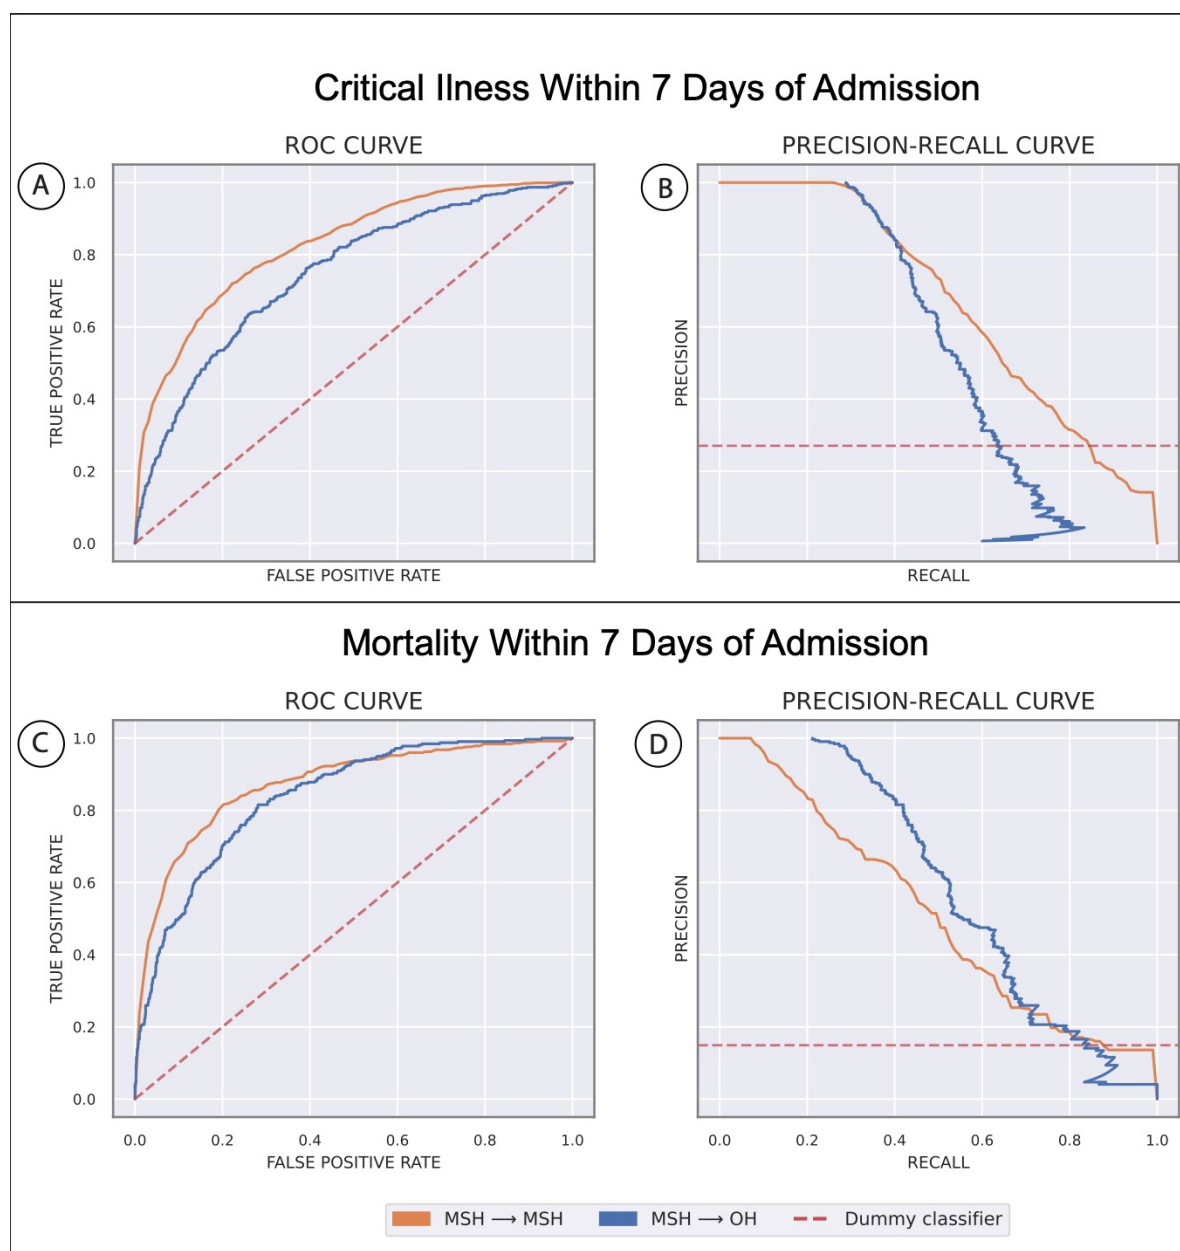 Critical Ilness Within 7 Days of Admission
ROC CURVE
PRECISION-RECALL CURVE
A
B
1.0
0.8
0.6
0.4
0.2
0.0
TRUE POSITIVE RATE
FALSE POSITIVE RATE
PRECISION
RECALL
Mortality Within 7 Days of Admission
ROC CURVE
PRECISION-RECALL CURVE
C
D
1.0
0.8
0.6
0.4
0.2
0.0
TRUE POSITIVE RATE
0.0 0.2 0.4 0.6 0.8 1.0
FALSE POSITIVE RATE
PRECISION
0.0 0.2 0.4 0.6 0.8 1.0
RECALL
MSH → MSH MSH → OH Dummy classifier